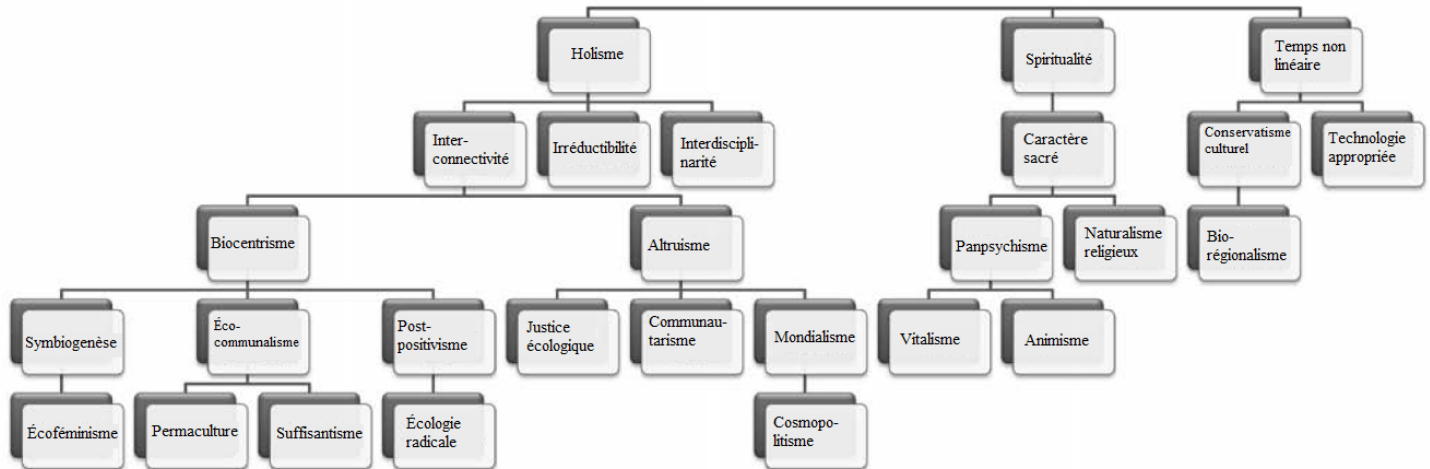 Holisme
Spiritualité
Temps non
linéaire
Inter-
connectivité
Irréductibilité
Interdiscipli-
narité
Caractère
sacré
Conservatisme
culturel
Technologie
appropriée
Biocentrisme
Altruisme
Panpsychisme
Naturalisme
religieux
Bio-
régionalisme
Symbiogenèse
Éco-
communalisme
Post-
positivisme
Justice
écologique
Communau-
tarisme
Mondialisme
Vitalisme
Animisme
Écoféminisme
Permaculture
Suffisantisme
Écologie
radicale
Cosmopo-
litisme